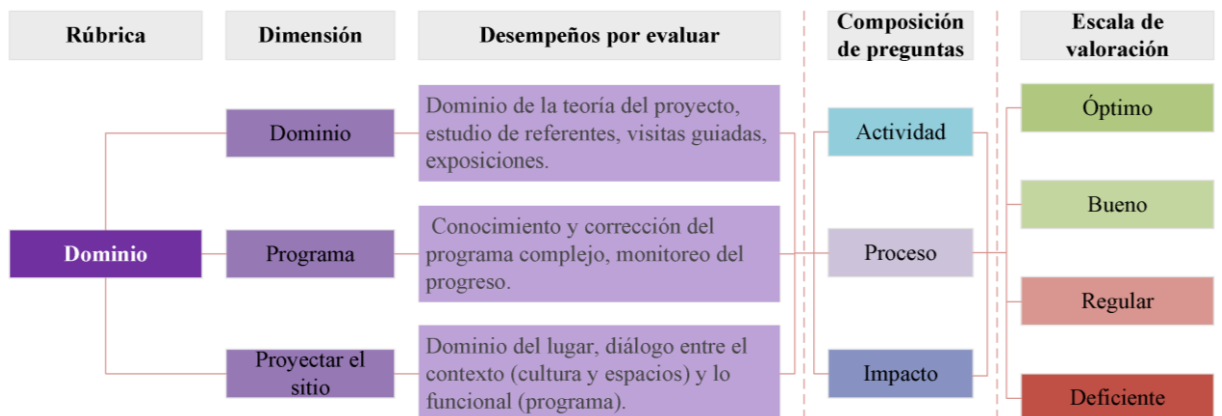 Rúbrica
Dimensión
Desempeños por evaluar
Composición
de preguntas
Escala de
valoración
Dominio
Dominio
Programa
Proyectar el
sitio
Dominio de la teoría del proyecto,
estudio de referentes, visitas guiadas,
exposiciones.
Conocimiento y corrección del
programa complejo, monitoreo del
progreso.
Dominio del lugar, diálogo entre el
contexto (cultura y espacios) y lo
funcional (programa).
Actividad
Proceso
Impacto
Óptimo
Bueno
Regular
Deficiente